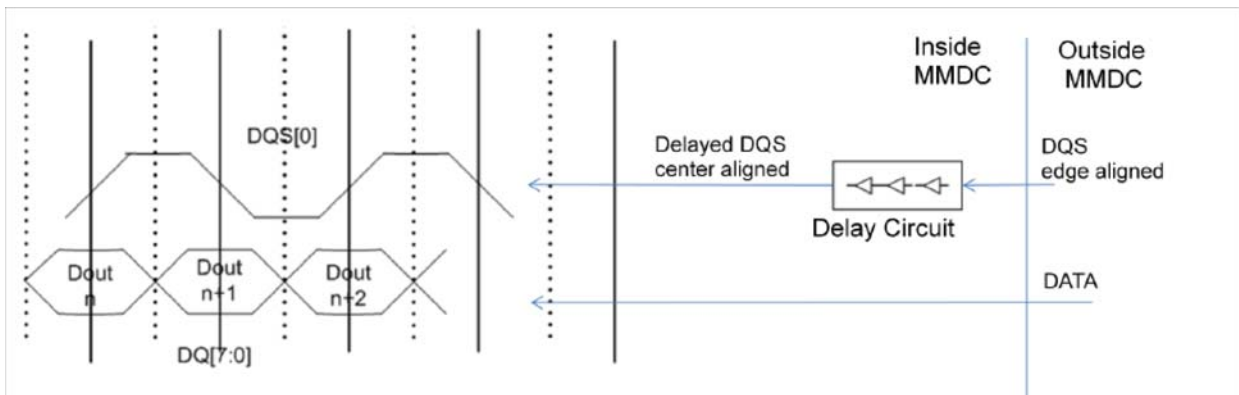 DQS[0]
Dout
n
Dout
n+1
Dout
n+2
DQ[7:0]
Inside
MMDC
Outside
MMDC
Delayed DQS
center aligned
DQS
edge aligned
Delay Circuit
DATA